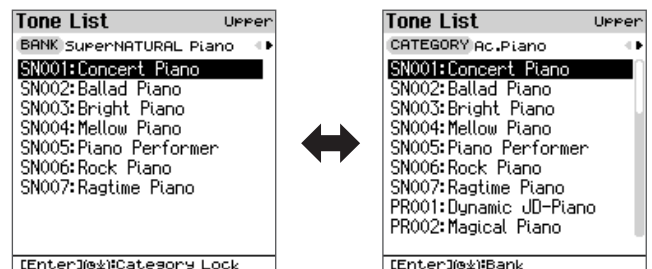 Tone List Upper
BANK SuperNATURAL Piano
SN001:Concert Piano
SN002:Ballad Piano
SN003:Bright Piano
SN004:Mellow Piano
SN005:Piano Performer
SN006:Rock Piano
SN007:Ragtime Piano
[Enter](⊙⚹):Category Lock
Tone List Upper
CATEGORY Ac.Piano
SN001:Concert Piano
SN002:Ballad Piano
SN003:Bright Piano
SN004:Mellow Piano
SN005:Piano Performer
SN006:Rock Piano
SN007:Ragtime Piano
PR001:Dynamic JD-Piano
PR002:Magical Piano
[Enter](⊙⚹):Bank